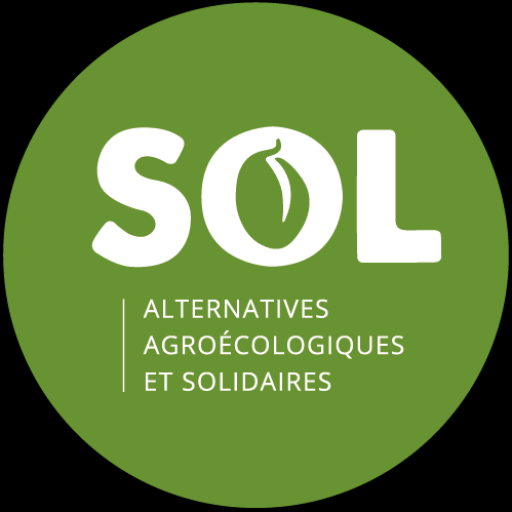 SOL
ALTERNATIVES
AGROÉCOLOGIQUES
ET SOLIDAIRES